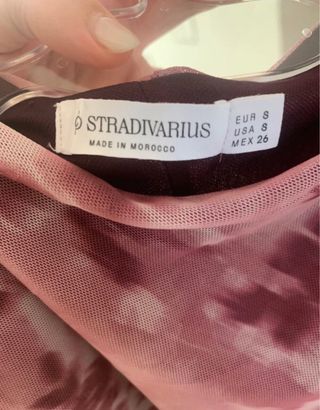 STRADIVARIUS
MADE IN MOROCCO
EUR S
USA S
MEX 26